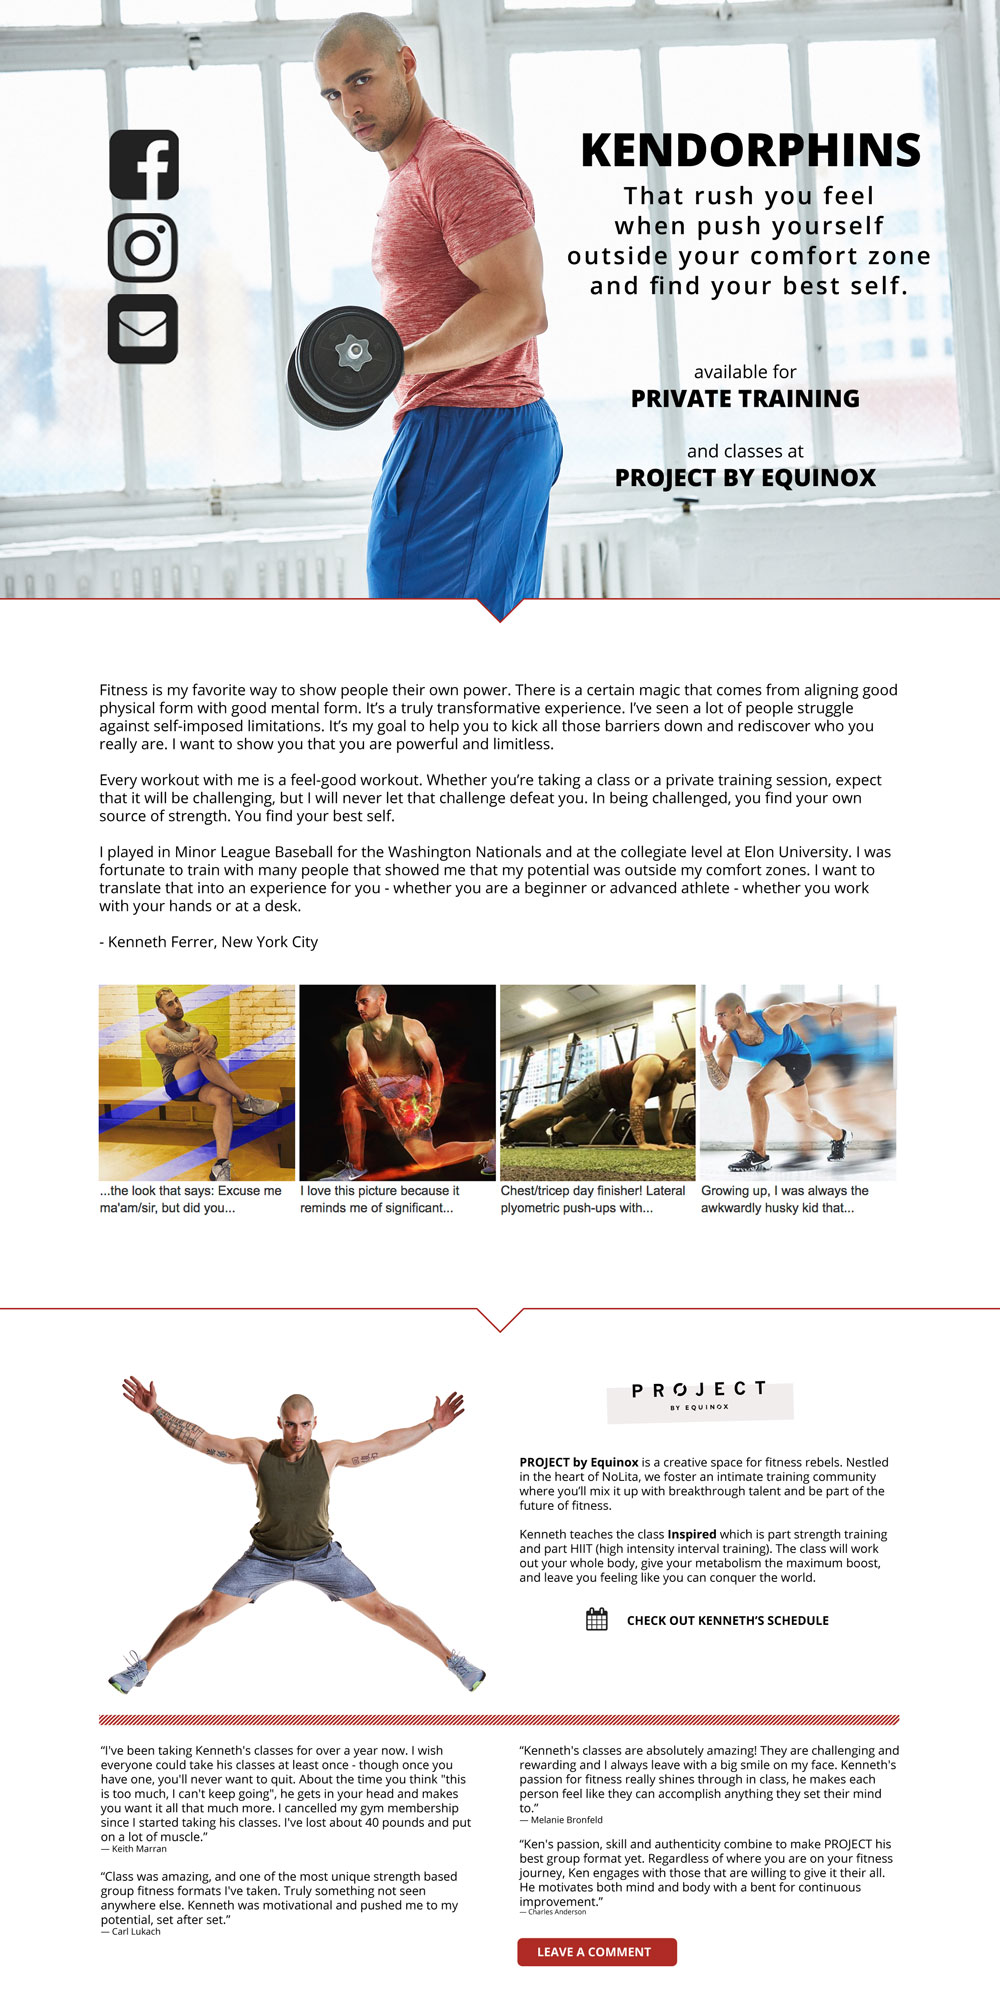 KENDORPHINS
That rush you feel
when push yourself
outside your comfort zone
and find your best self.
available for
PRIVATE TRAINING
and classes at
PROJECT BY EQUINOX
Fitness is my favorite way to show people their own power. There is a certain magic that comes from aligning good
physical form with good mental form. It's a truly transformative experience. I've seen a lot of people struggle
against self-imposed limitations. It's my goal to help you to kick all those barriers down and rediscover who you
really are. I want to show you that you are powerful and limitless.
Every workout with me is a feel-good workout. Whether you're taking a class or a private training session, expect
that it will be challenging, but I will never let that challenge defeat you. In being challenged, you find your own
source of strength. You find your best self.
I played in Minor League Baseball for the Washington Nationals and at the collegiate level at Elon University. I was
fortunate to train with many people that showed me that my potential was outside my comfort zones. I want to
translate that into an experience for you - whether you are a beginner or advanced athlete - whether you work
with your hands or at a desk.
- Kenneth Ferrer, New York City
...the look that says: Excuse me
ma'am/sir, but did you...
I love this picture because it
reminds me of significant...
Chest/tricep day finisher! Lateral
plyometric push-ups with...
Growing up, I was always the
awkwardly husky kid that...
PROJECT
BY EQUINOX
PROJECT by Equinox is a creative space for fitness rebels. Nestled
in the heart of NoLita, we foster an intimate training community
where you'll mix it up with breakthrough talent and be part of the
future of fitness.
Kenneth teaches the class Inspired which is part strength training
and part HIIT (high intensity interval training). The class will work
out your whole body, give your metabolism the maximum boost,
and leave you feeling like you can conquer the world.
CHECK OUT KENNETH'S SCHEDULE
“I've been taking Kenneth's classes for over a year now. I wish
everyone could take his classes at least once - though once you
have one, you'll never want to quit. About the time you think "this
is too much, I can't keep going", he gets in your head and makes
you want it all that much more. I cancelled my gym membership
since I started taking his classes. I've lost about 40 pounds and put
on a lot of muscle.”
— Keith Marran
“Class was amazing, and one of the most unique strength based
group fitness formats I've taken. Truly something not seen
anywhere else. Kenneth was motivational and pushed me to my
potential, set after set.”
— Carl Lukach
“Kenneth's classes are absolutely amazing! They are challenging and
rewarding and I always leave with a big smile on my face. Kenneth's
passion for fitness really shines through in class, he makes each
person feel like they can accomplish anything they set their mind
to.”
— Melanie Bronfeld
“Ken's passion, skill and authenticity combine to make PROJECT his
best group format yet. Regardless of where you are on your fitness
journey, Ken engages with those that are willing to give it their all.
He motivates both mind and body with a bent for continuous
improvement.”
— Charles Anderson
LEAVE A COMMENT